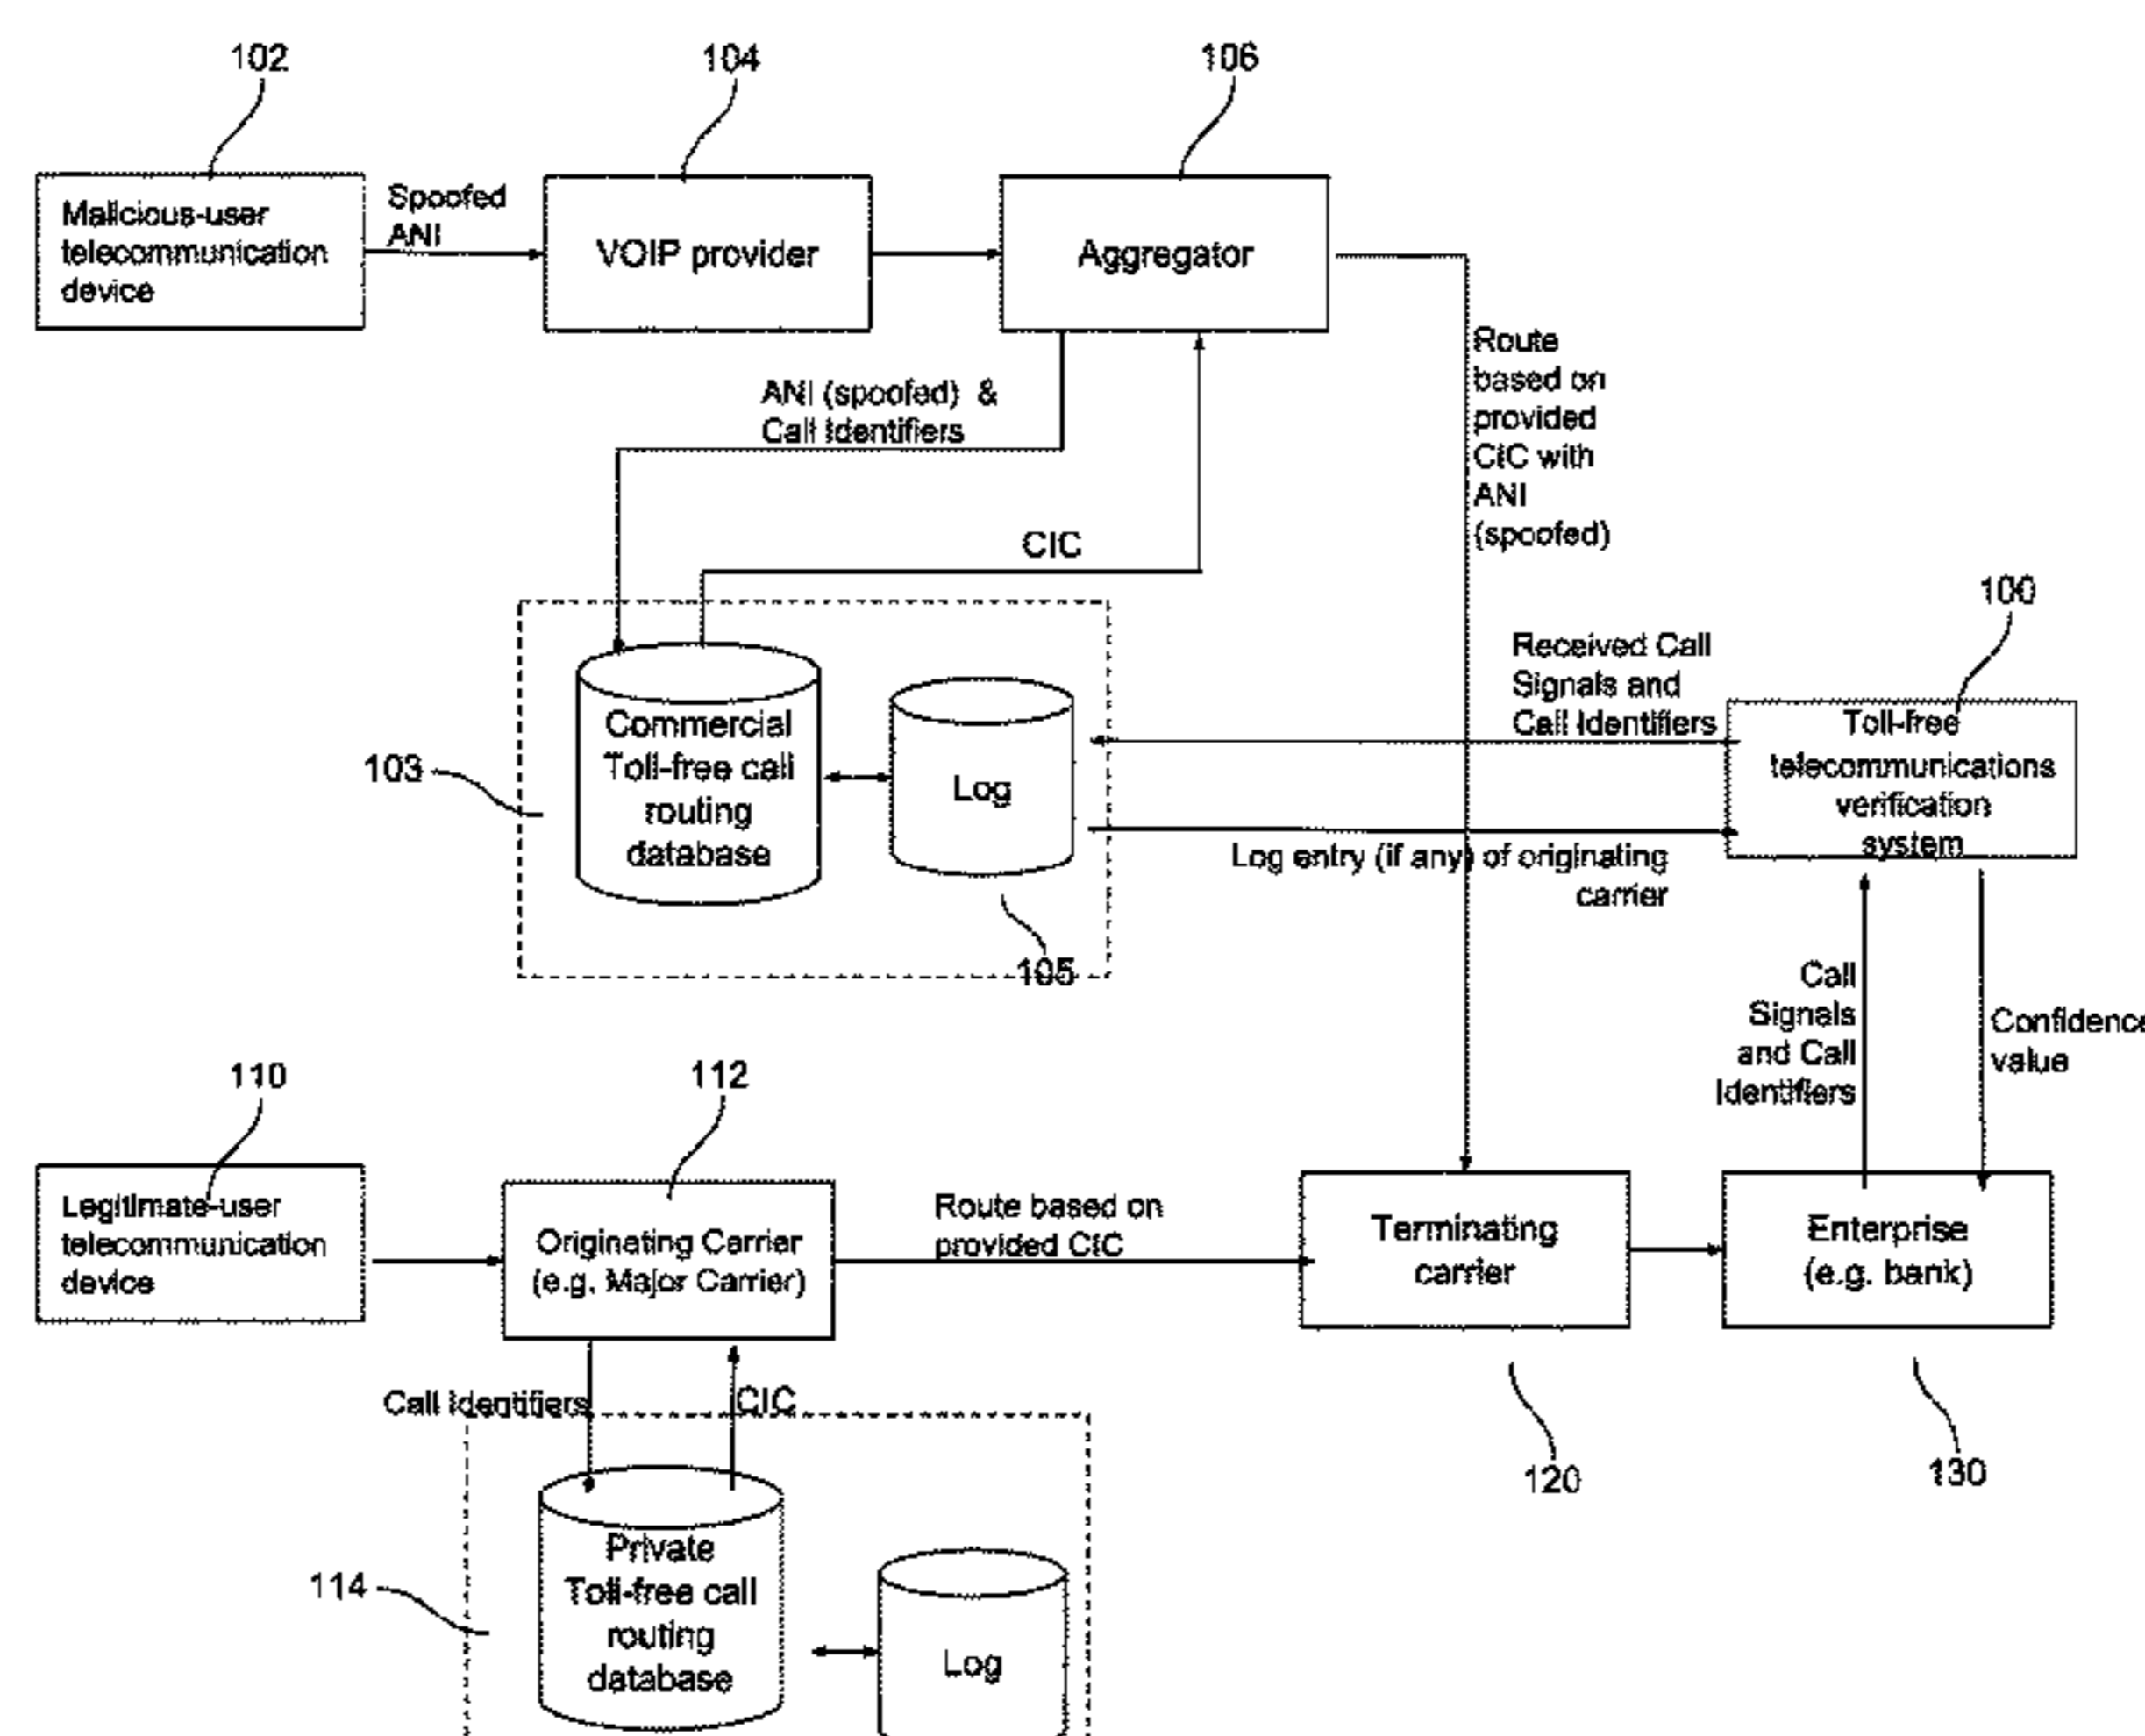 102
104
106
Malicious-user
telecommunication
device
Spoofed
ANI
VOIP provider
Aggregator
ANI (spoofed) &
Call Identifiers
Route
based on
provided
CIC with
ANI
(spoofed)
CIC
100
Received Call
Signals and
Call Identifiers
Toll-free
telecommunications
verification
system
103
Commercial
Toll-free call
routing
database
Log
Log entry (if any) of originating
carrier
105
Call
Signals
and Call
Identifiers
Confidence
value
110
112
Legitimate-user
telecommunication
device
Originating Carrier
(e.g. Major Carrier)
Route based on
provided CIC
Terminating
carrier
Enterprise
(e.g. bank)
Call Identifiers
CIC
120
130
114
Private
Toll-free call
routing
database
Log